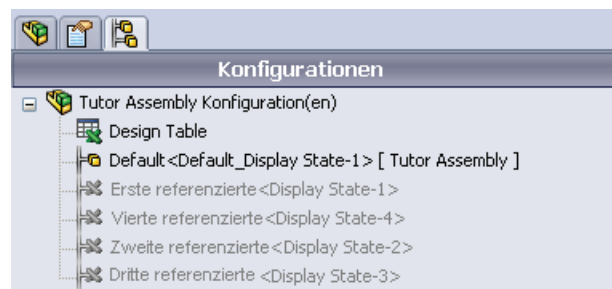 Konfigurationen
Tutor Assembly Konfiguration(en)
Design Table
Default<Default_Display State-1> [ Tutor Assembly ]
Erste referenzierte<Display State-1>
Vierte referenzierte<Display State-4>
Zweite referenzierte<Display State-2>
Dritte referenzierte <Display State-3>